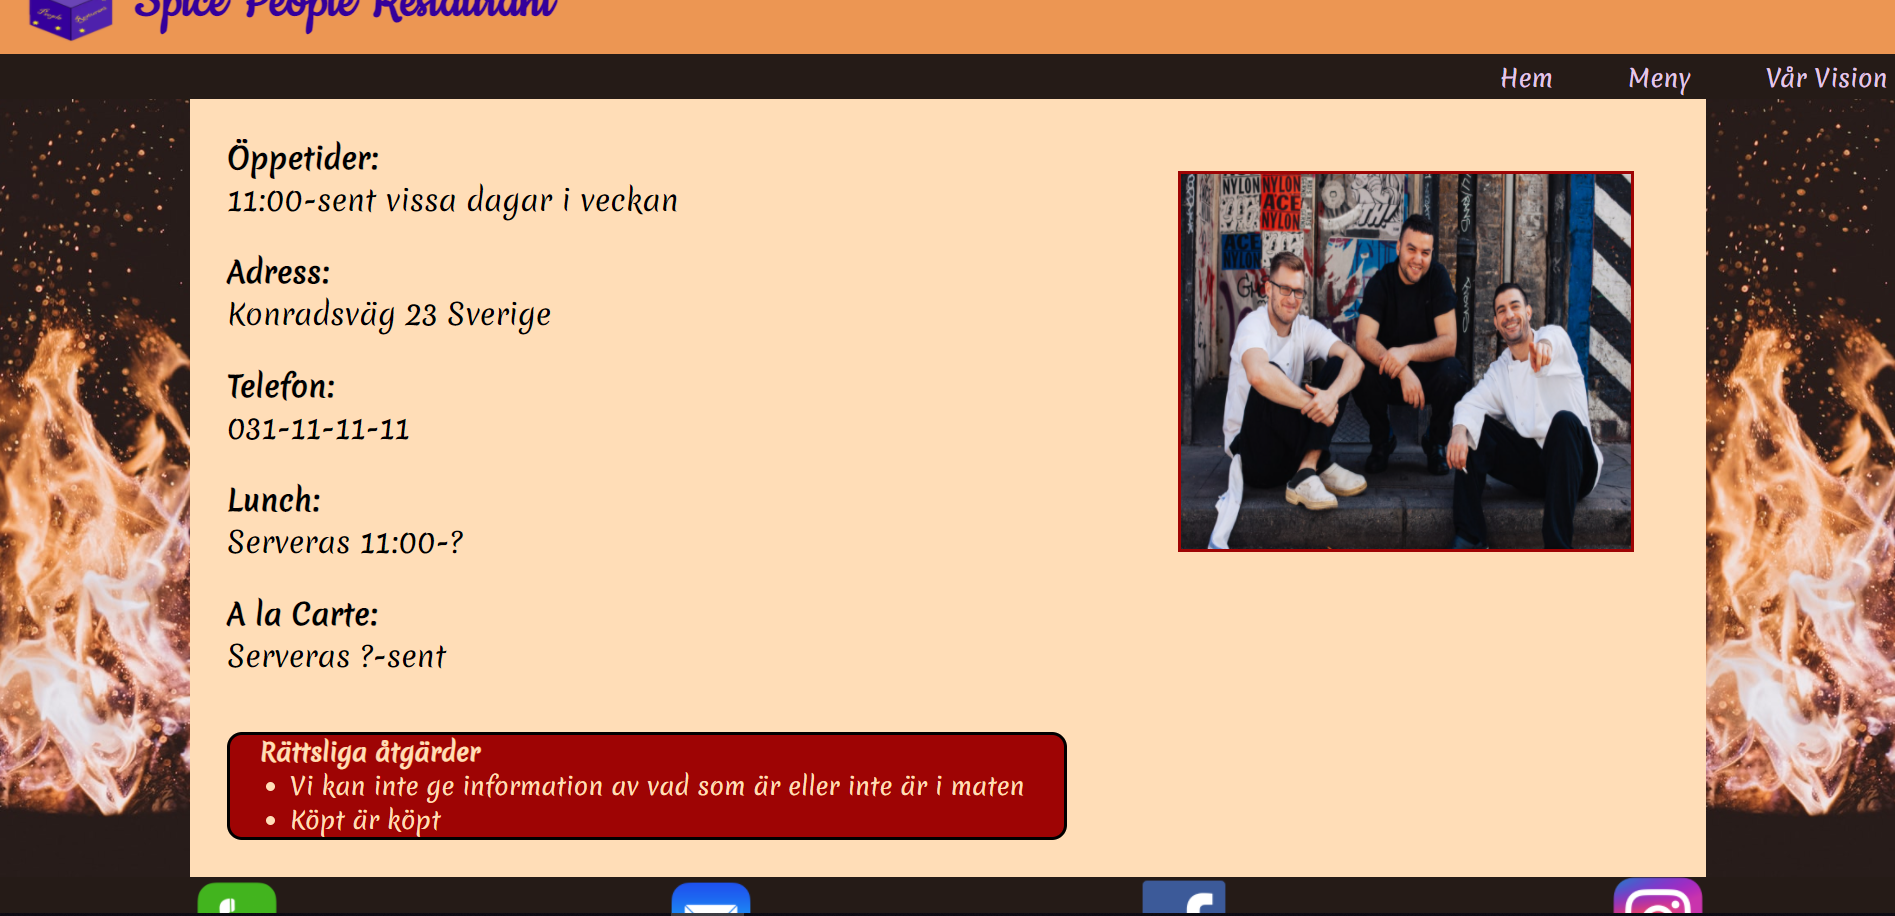 Spice People Restaurant
Hem Meny Vår Vision
Öppetider:
11:00-sent vissa dagar i veckan
Adress:
Konradsväg 23 Sverige
Telefon:
031-11-11-11
Lunch:
Serveras 11:00-?
A la Carte:
Serveras ?-sent
NYLON NYLON
ACE
NYLON
ACE
NYLON
Rättsliga åtgärder
Vi kan inte ge information av vad som är eller inte är i maten
Köpt är köpt